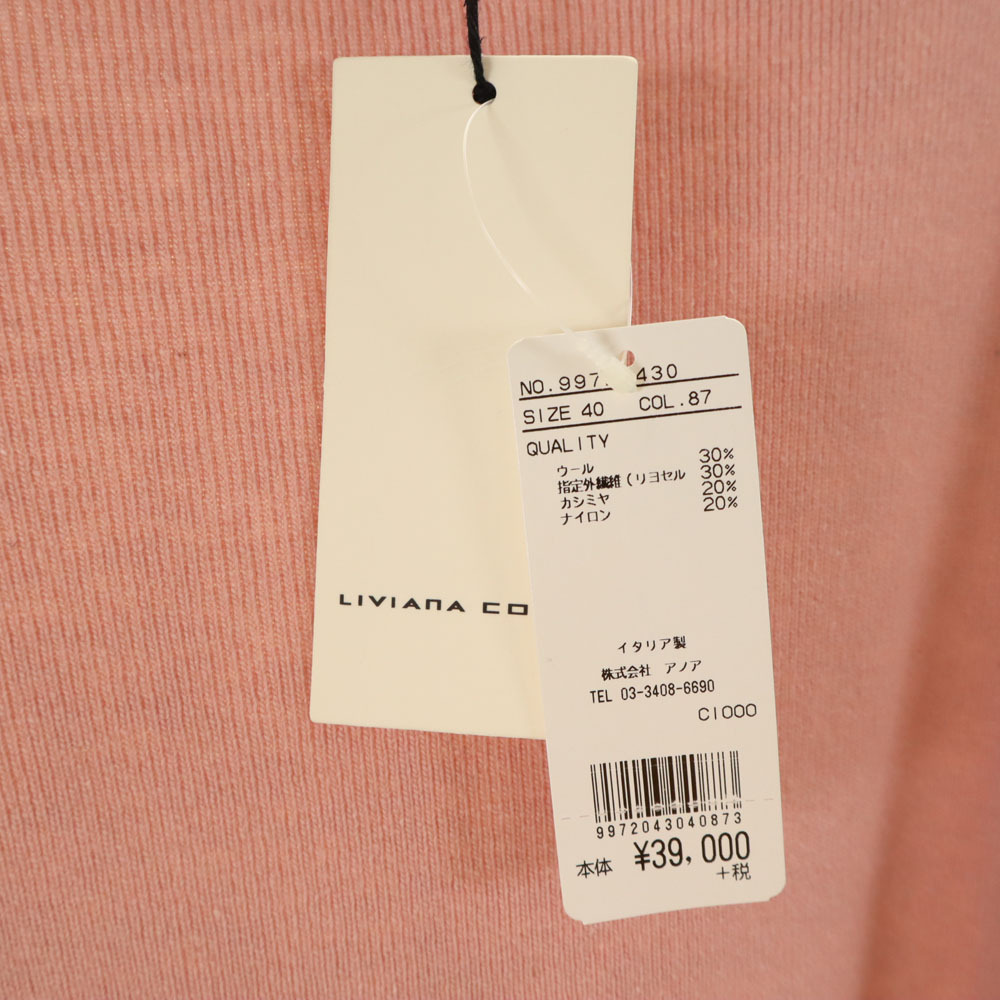 LIVIANA CO
NO.997. 430
SIZE 40 COL.87
QUALITY
ウール 30%
指定外繊維(リヨセル 30%
カシミヤ 20%
ナイロン 20%
イタリア製
株式会社 アノア
TEL 03-3408-6690
C1000
9972043040873
本体 ¥39,000
+税